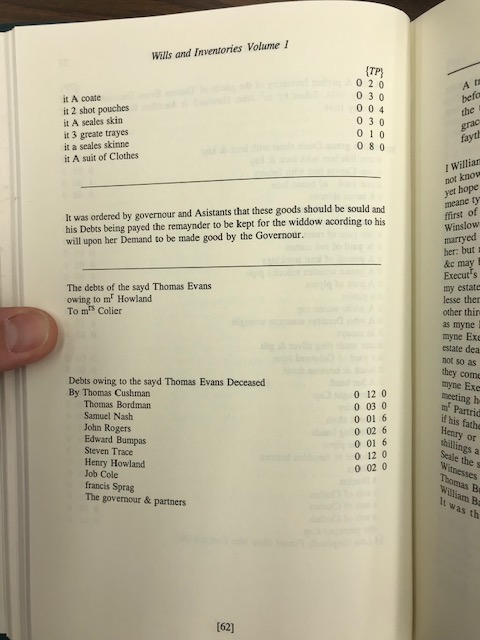 Wills and Inventories Volume 1
{TP}
it A coate 0 2 0
it 2 shot pouches 0 3 0
it A seales skin 0 0 4
it 3 greate trayes 0 3 0
it a seales skinne 0 1 0
it A suit of Clothes 0 8 0
It was ordered by governour and Asistants that these goods should be sould and
his Debts being payed the remaynder to be kept for the widdow acording to his
will upon her Demand to be made good by the Governour.
The debts of the sayd Thomas Evans
owing to mr Howland
To mrs Colier
Debts owing to the sayd Thomas Evans Deceased
By Thomas Cushman 0 12 0
Thomas Bordman 0 03 0
Samuel Nash 0 01 6
John Rogers 0 02 6
Edward Bumpas 0 01 6
Steven Trace 0 12 0
Henry Howland 0 02 0
Job Cole
francis Sprag
The governour & partners
[62]
A
befo
the
grac
fayth
I William
not know
yet hope
meane ty
ffirst of
Winslow
marryed
her: but
&c may
Executrs
my estate
lesse then
other thir
as myne
myne Exe
estate dea
not so as
they come
myne Exe
meeting h
mr Partrid
if his fathe
Henry or
shillings a
Seale the
Witnesses
Thomas B
William Ba
It was th